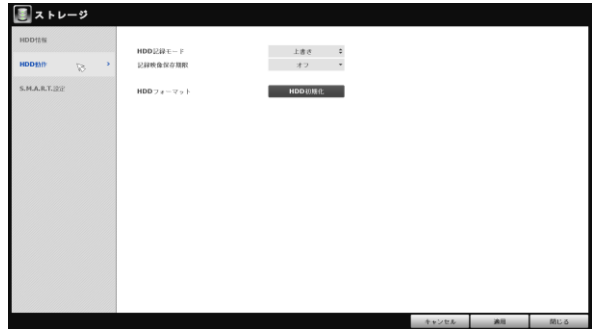 ストレージ
HDD情報
HDD動作
S.M.A.R.T.設定
HDD記録モード 上書き
記録映像保存期限 オフ
HDDフォーマット HDD初期化
キャンセル 適用 閉じる